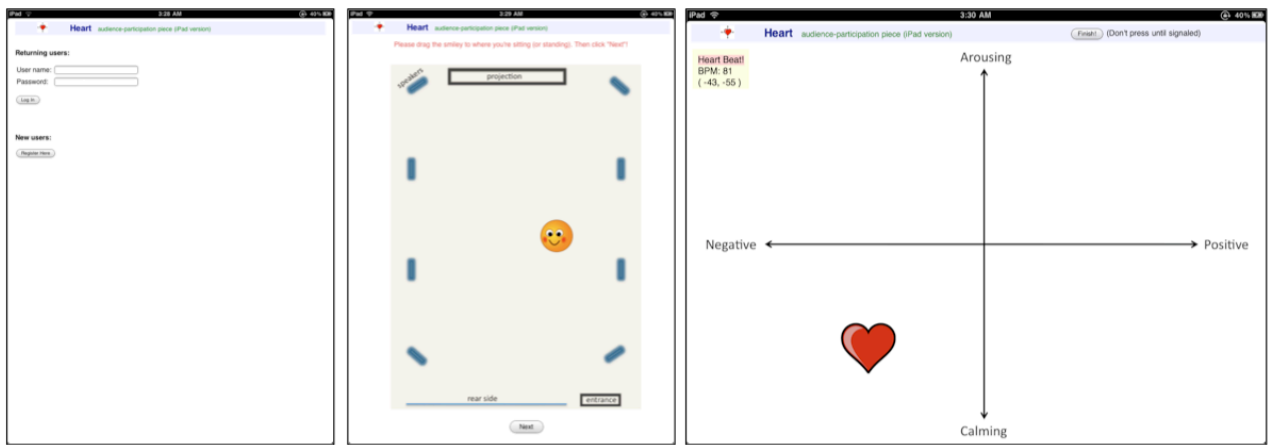 iPad
3:28 AM
40%
Heart audience-participation piece (iPad version)
Returning users:
User name:
Password:
Log In
New users:
Register Here
iPad
3:29 AM
40%
Heart audience-participation piece (iPad version)
Please drag the smiley to where you're sitting (or standing). Then click "Next"!
speakers
projection
rear side
entrance
Next
iPad
3:30 AM
40%
Heart audience-participation piece (iPad version)
Finish! (Don't press until signaled)
Heart Beat!
BPM: 81
( -43, -55 )
Arousing
Negative
Positive
Calming